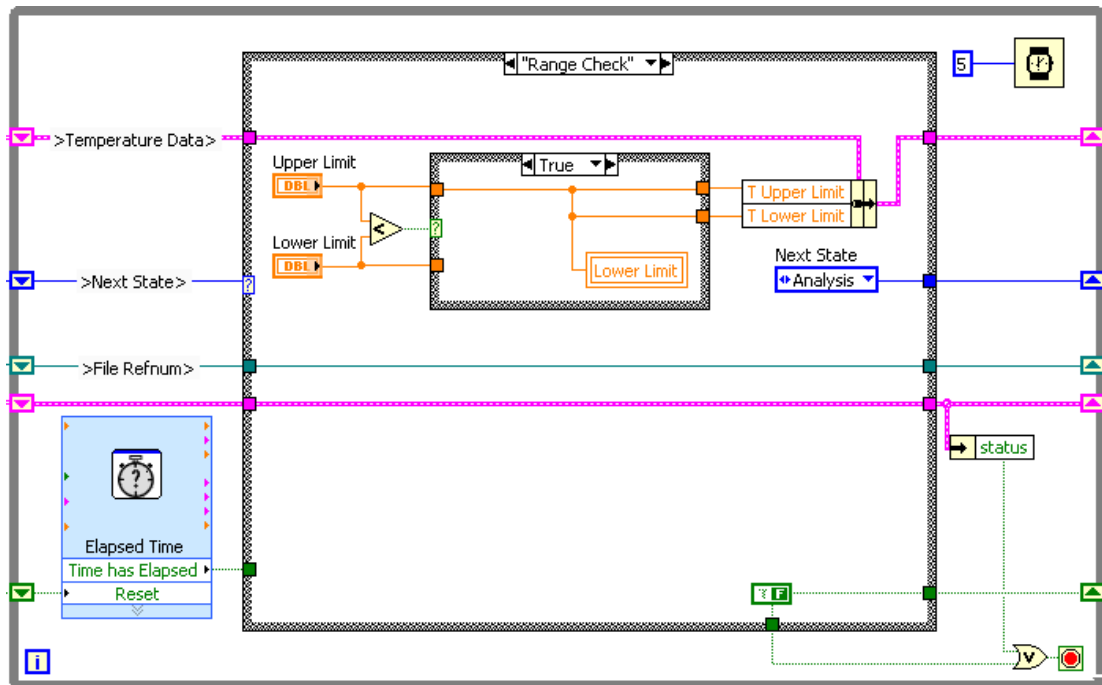 "Range Check"
5
>Temperature Data>
Upper Limit
DBL
True
T Upper Limit
T Lower Limit
Lower Limit
DBL
Lower Limit
Next State
Analysis
>Next State>
>File Refnum>
status
Elapsed Time
Time has Elapsed
Reset
F
i